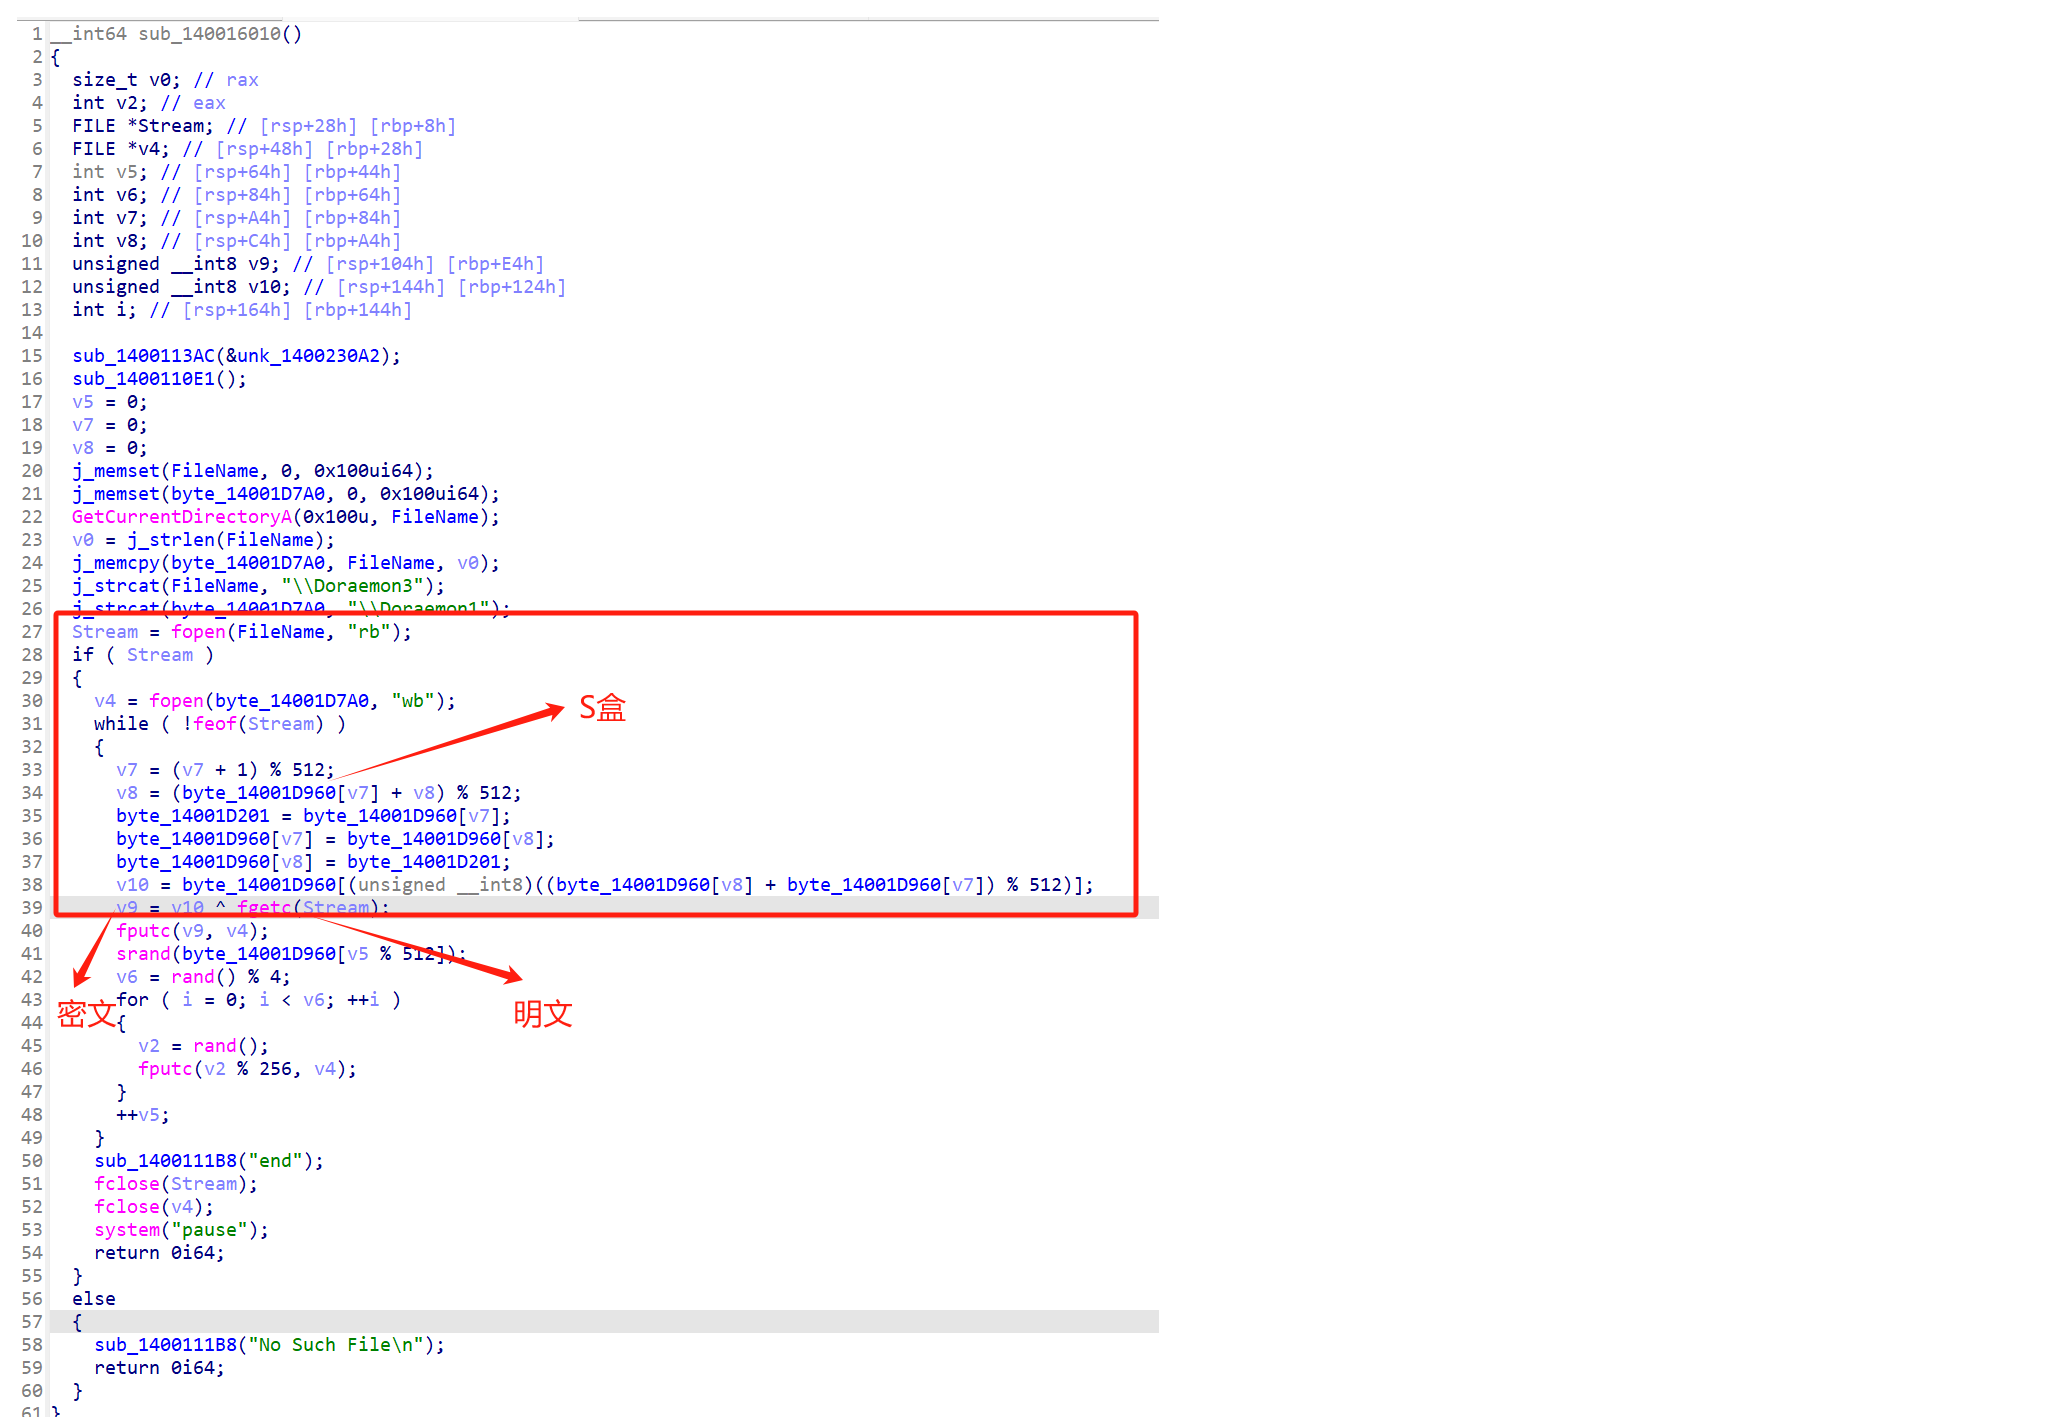 1 __int64 sub_140016010()
2 {
3   size_t v0; // rax
4   int v2; // eax
5   FILE *Stream; // [rsp+28h] [rbp+8h]
6   FILE *v4; // [rsp+48h] [rbp+28h]
7   int v5; // [rsp+64h] [rbp+44h]
8   int v6; // [rsp+84h] [rbp+64h]
9   int v7; // [rsp+A4h] [rbp+84h]
10   int v8; // [rsp+C4h] [rbp+A4h]
11   unsigned __int8 v9; // [rsp+104h] [rbp+E4h]
12   unsigned __int8 v10; // [rsp+144h] [rbp+124h]
13   int i; // [rsp+164h] [rbp+144h]
14
15   sub_1400113AC(&unk_1400230A2);
16   sub_1400110E1();
17   v5 = 0;
18   v7 = 0;
19   v8 = 0;
20   j_memset(FileName, 0, 0x100ui64);
21   j_memset(byte_14001D7A0, 0, 0x100ui64);
22   GetCurrentDirectoryA(0x100u, FileName);
23   v0 = j_strlen(FileName);
24   j_memcpy(byte_14001D7A0, FileName, v0);
25   j_strcat(FileName, "\\Doraemon3");
26   j_strcat(byte_14001D7A0, "\\Doraemon1");
27   Stream = fopen(FileName, "rb");
28   if ( Stream )
29   {
30     v4 = fopen(byte_14001D7A0, "wb");
S盒
31     while ( !feof(Stream) )
32     {
33       v7 = (v7 + 1) % 512;
34       v8 = (byte_14001D960[v7] + v8) % 512;
35       byte_14001D201 = byte_14001D960[v7];
36       byte_14001D960[v7] = byte_14001D960[v8];
37       byte_14001D960[v8] = byte_14001D201;
38       v10 = byte_14001D960[(unsigned __int8)((byte_14001D960[v8] + byte_14001D960[v7]) % 512)];
39       v9 = v10 ^ fgetc(Stream);
40       fputc(v9, v4);
41       srand(byte_14001D960[v5 % 512]);
42       v6 = rand() % 4;
43       for ( i = 0; i < v6; ++i )
密文
明文
44       {
45         v2 = rand();
46         fputc(v2 % 256, v4);
47       }
48       ++v5;
49     }
50     sub_1400111B8("end");
51     fclose(Stream);
52     fclose(v4);
53     system("pause");
54     return 0i64;
55   }
56   else
57   {
58     sub_1400111B8("No Such File\n");
59     return 0i64;
60   }
61 }